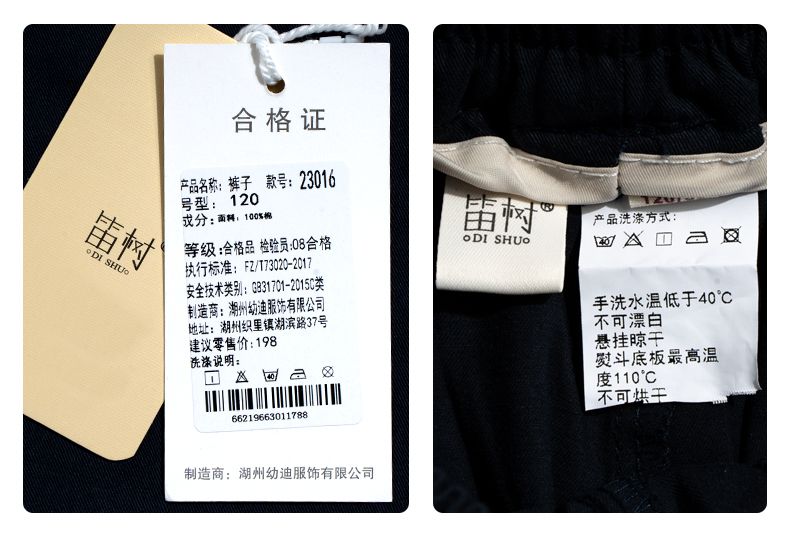 笛树
DI SHU
合格证
产品名称：裤子 款号：23016
号型：120
成分：面料：100%棉
等级：合格品 检验员：08合格
执行标准：FZ/T73020-2017
安全技术类别：GB31701-2015C类
制造商：湖州幼迪服饰有限公司
地址：湖州织里镇湖滨路37号
建议零售价：198
洗涤说明：
66219663011788
制造商：湖州幼迪服饰有限公司
笛树®
DI SHU
产品洗涤方式：
手洗水温低于40℃
不可漂白
悬挂晾干
熨斗底板最高温
度110℃
不可烘干